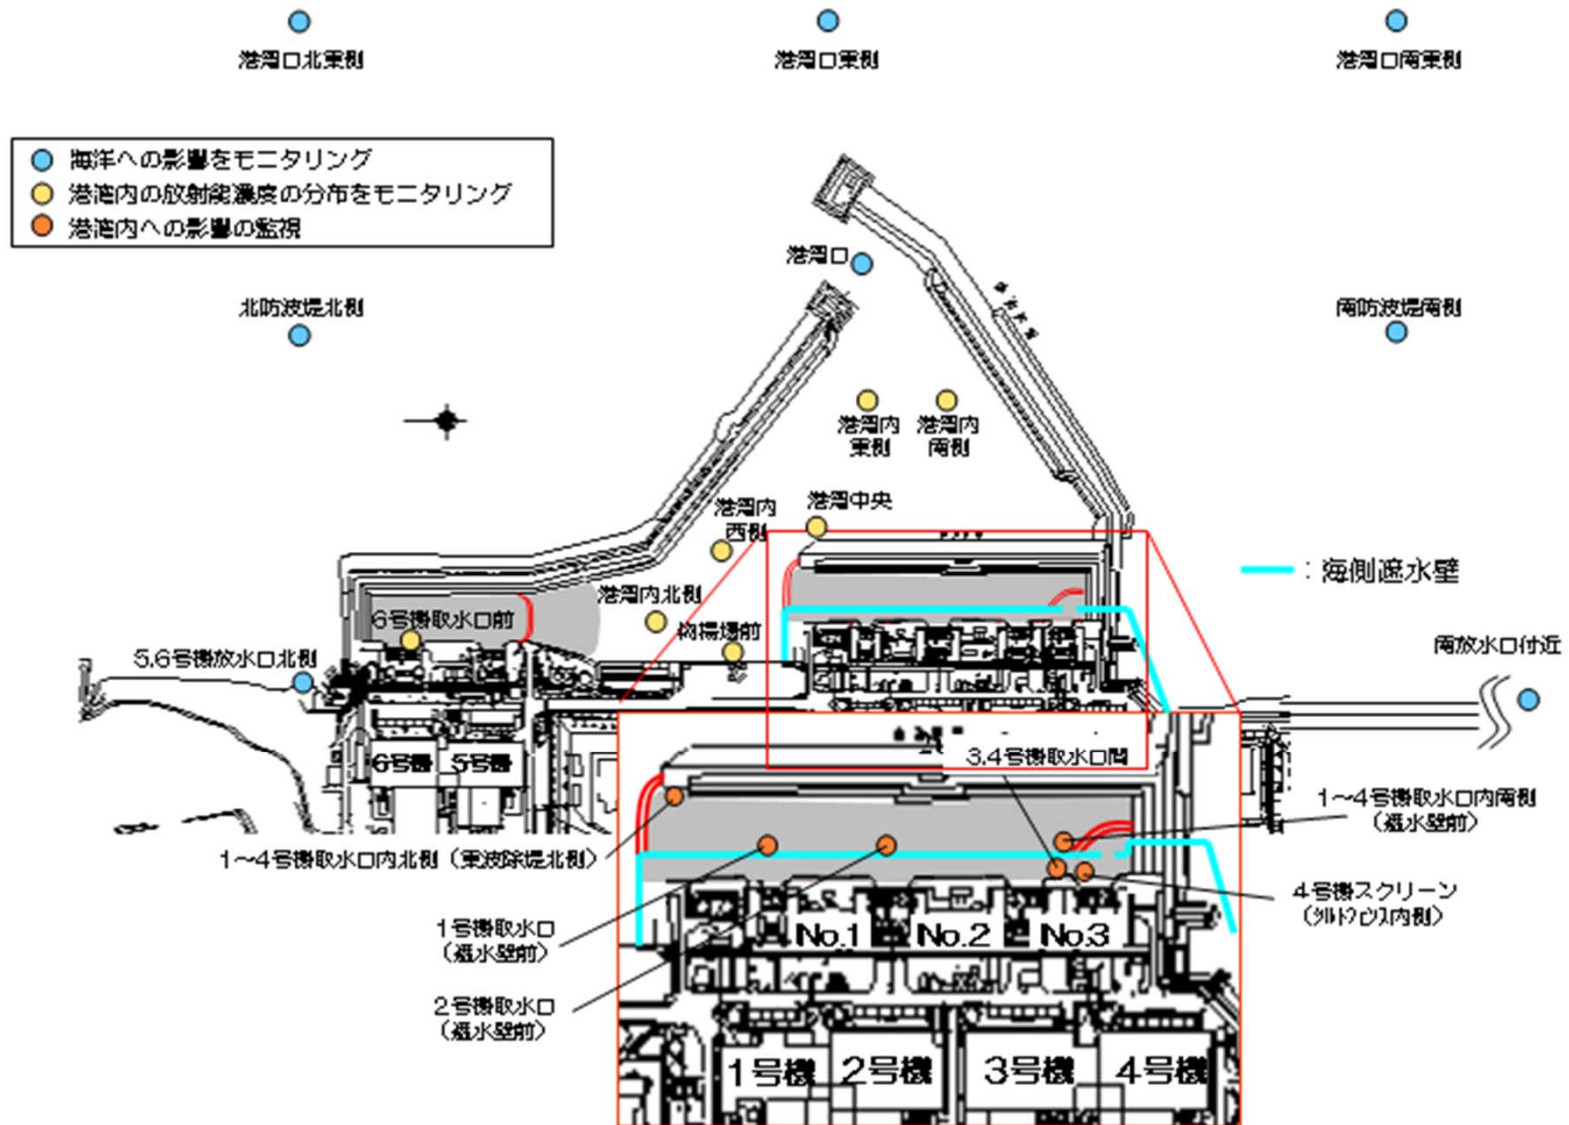 港湾口北東側
港湾口東側
港湾口南東側
海洋への影響をモニタリング
港湾内の放射能濃度の分布をモニタリング
港湾内への影響の監視
港湾口
北防波堤北側
南防波堤南側
港湾内
東側
港湾内
南側
港湾内
西側
港湾中央
：海側遮水壁
港湾内北側
6号機取水口前
物揚場前
5,6号機放水口北側
南放水口付近
6号機
5号機
3,4号機取水口間
1～4号機取水口内南側
（遮水壁前）
1～4号機取水口内北側（東波除堤北側）
4号機スクリーン
（シルトフェンス内側）
1号機取水口
（遮水壁前）
No.1
No.2
No.3
2号機取水口
（遮水壁前）
1号機
2号機
3号機
4号機